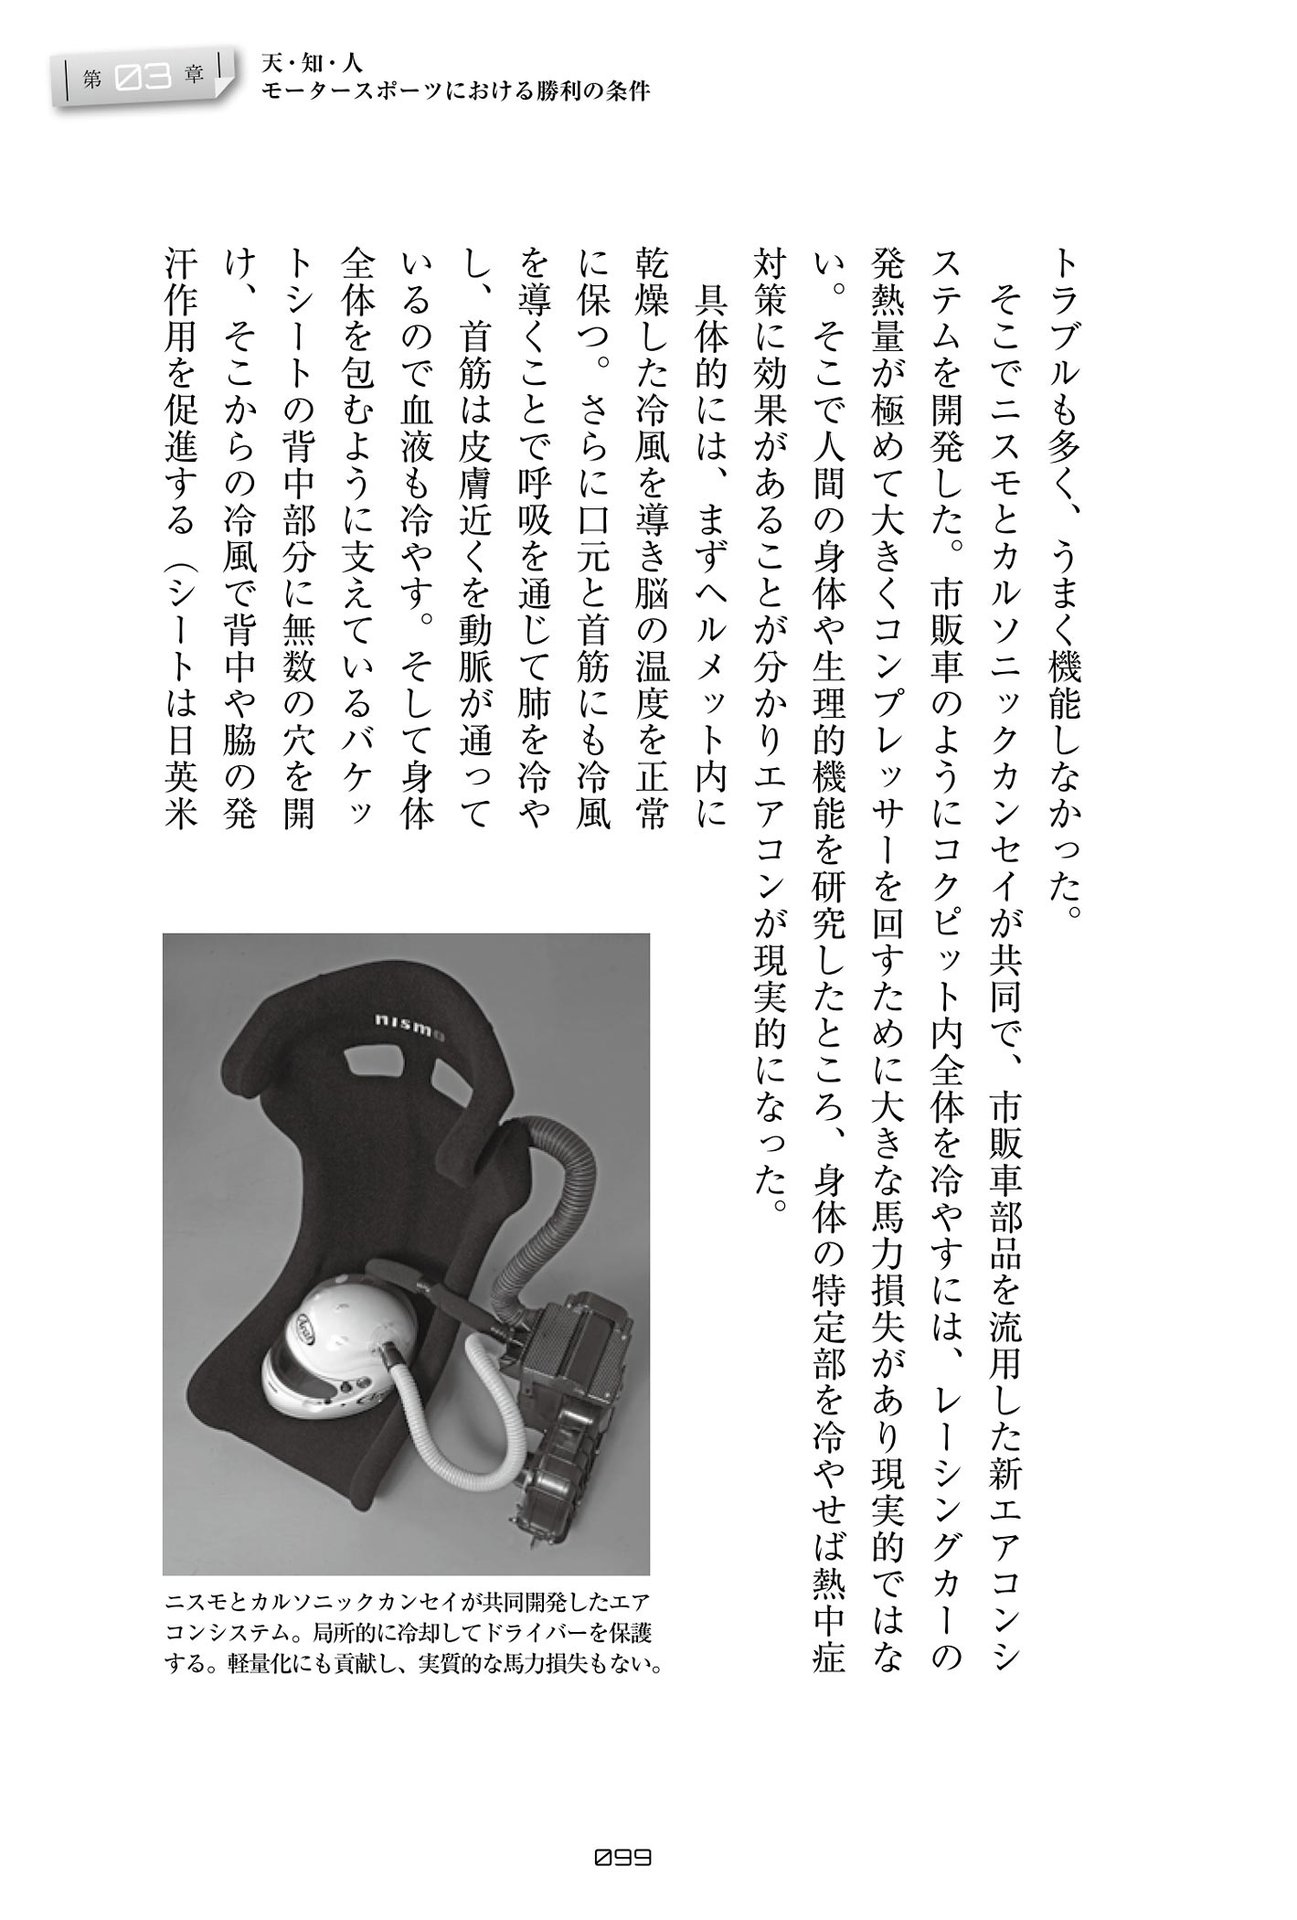 第03章
天・知・人
モータースポーツにおける勝利の条件
トラブルも多く、うまく機能しなかった。
そこでニスモとカルソニックカンセイが共同で、市販車部品を流用した新エアコンシ
ステムを開発した。市販車のようにコクピット内全体を冷やすには、レーシングカーの
発熱量が極めて大きくコンプレッサーを回すために大きな馬力損失があり現実的ではな
い。そこで人間の身体や生理的機能を研究したところ、身体の特定部を冷やせば熱中症
対策に効果があることが分かりエアコンが現実的になった。
具体的には、まずヘルメット内に
乾燥した冷風を導き脳の温度を正常
に保つ。さらに口元と首筋にも冷風
を導くことで呼吸を通じて肺を冷や
し、首筋は皮膚近くを動脈が通って
いるので血液も冷やす。そして身体
全体を包むように支えているバケッ
トシートの背中部分に無数の穴を開
け、そこからの冷風で背中や脇の発
汗作用を促進する（シートは日英米
nismo
Arai
ニスモとカルソニックカンセイが共同開発したエア
コンシステム。局所的に冷却してドライバーを保護
する。軽量化にも貢献し、実質的な馬力損失もない。
099